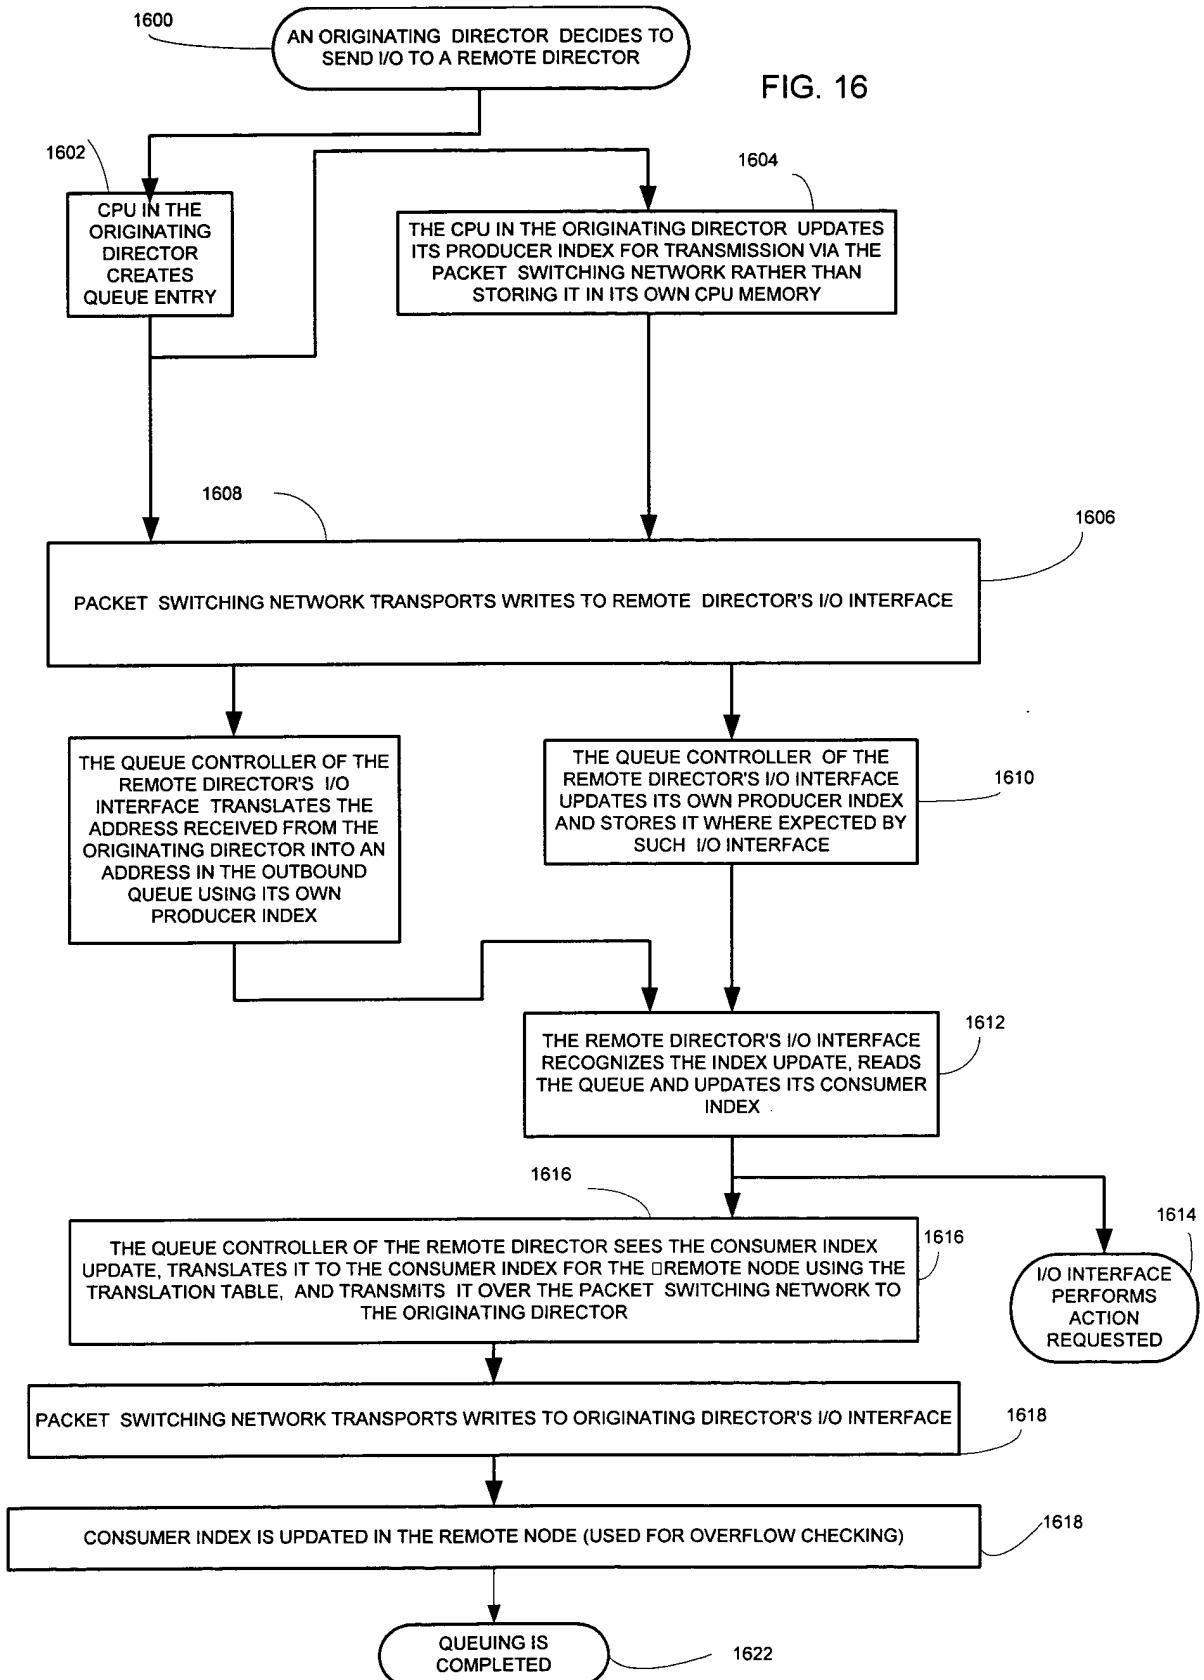 1600
AN ORIGINATING DIRECTOR DECIDES TO
SEND I/O TO A REMOTE DIRECTOR
FIG. 16
1602
1604
CPU IN THE
ORIGINATING
DIRECTOR
CREATES
QUEUE ENTRY
THE CPU IN THE ORIGINATING DIRECTOR UPDATES
ITS PRODUCER INDEX FOR TRANSMISSION VIA THE
PACKET SWITCHING NETWORK RATHER THAN
STORING IT IN ITS OWN CPU MEMORY
1608
1606
PACKET SWITCHING NETWORK TRANSPORTS WRITES TO REMOTE DIRECTOR'S I/O INTERFACE
THE QUEUE CONTROLLER OF THE
REMOTE DIRECTOR'S I/O
INTERFACE TRANSLATES THE
ADDRESS RECEIVED FROM THE
ORIGINATING DIRECTOR INTO AN
ADDRESS IN THE OUTBOUND
QUEUE USING ITS OWN
PRODUCER INDEX
THE QUEUE CONTROLLER OF THE
REMOTE DIRECTOR'S I/O INTERFACE
UPDATES ITS OWN PRODUCER INDEX
AND STORES IT WHERE EXPECTED BY
SUCH I/O INTERFACE
1610
THE REMOTE DIRECTOR'S I/O INTERFACE
RECOGNIZES THE INDEX UPDATE, READS
THE QUEUE AND UPDATES ITS CONSUMER
INDEX
1612
1616
THE QUEUE CONTROLLER OF THE REMOTE DIRECTOR SEES THE CONSUMER INDEX
UPDATE, TRANSLATES IT TO THE CONSUMER INDEX FOR THE □REMOTE NODE USING THE
TRANSLATION TABLE, AND TRANSMITS IT OVER THE PACKET SWITCHING NETWORK TO
THE ORIGINATING DIRECTOR
1616
1614
I/O INTERFACE
PERFORMS
ACTION
REQUESTED
PACKET SWITCHING NETWORK TRANSPORTS WRITES TO ORIGINATING DIRECTOR'S I/O INTERFACE
1618
CONSUMER INDEX IS UPDATED IN THE REMOTE NODE (USED FOR OVERFLOW CHECKING)
1618
QUEUING IS
COMPLETED
1622